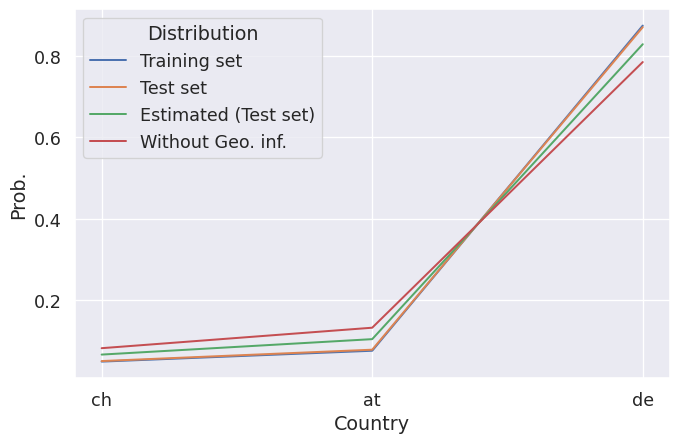 Distribution
Training set
Test set
Estimated (Test set)
Without Geo. inf.
0.8
0.6
0.4
0.2
Prob.
ch at de
Country